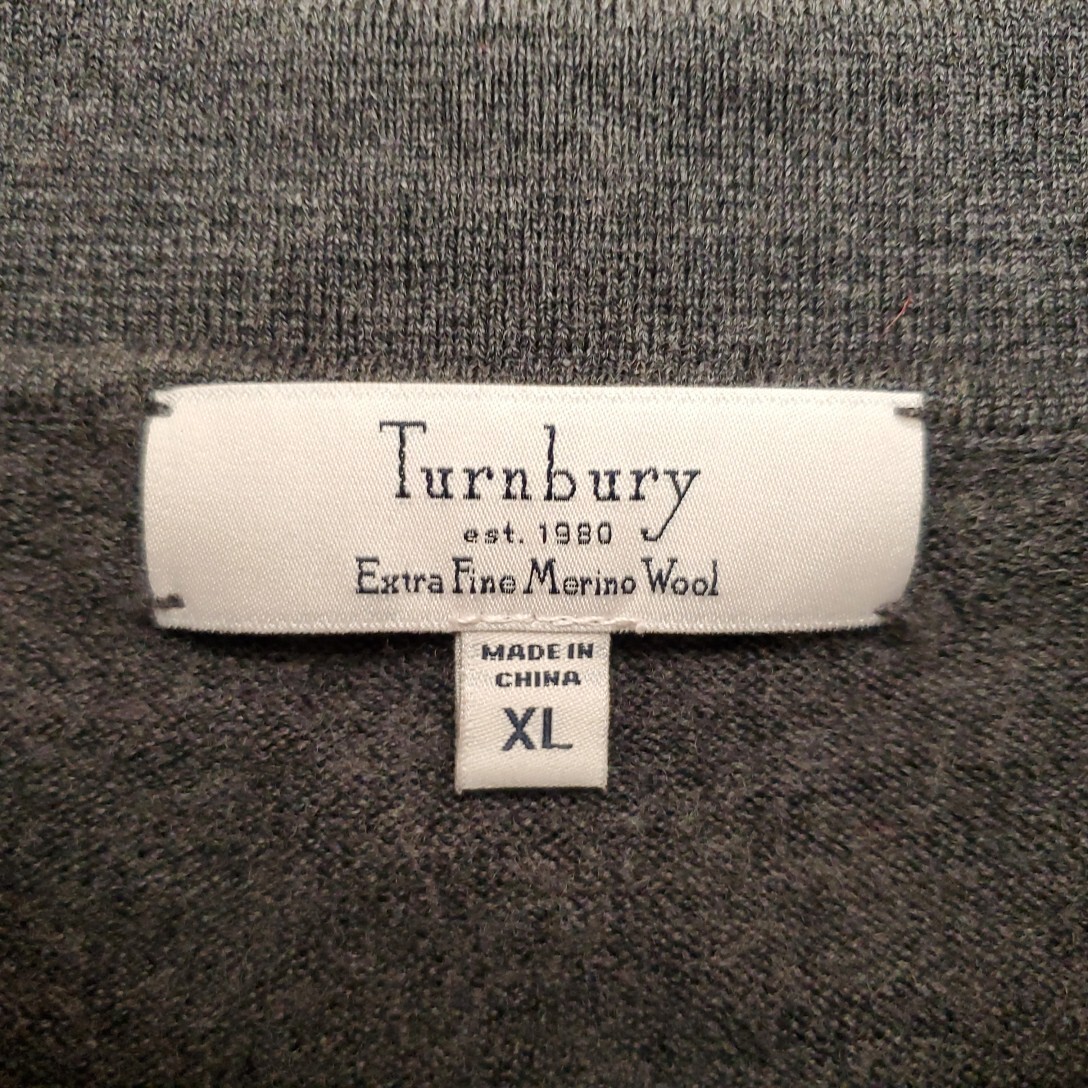 Turnbury
est. 1980
Extra Fine Merino Wool
MADE IN
CHINA
XL